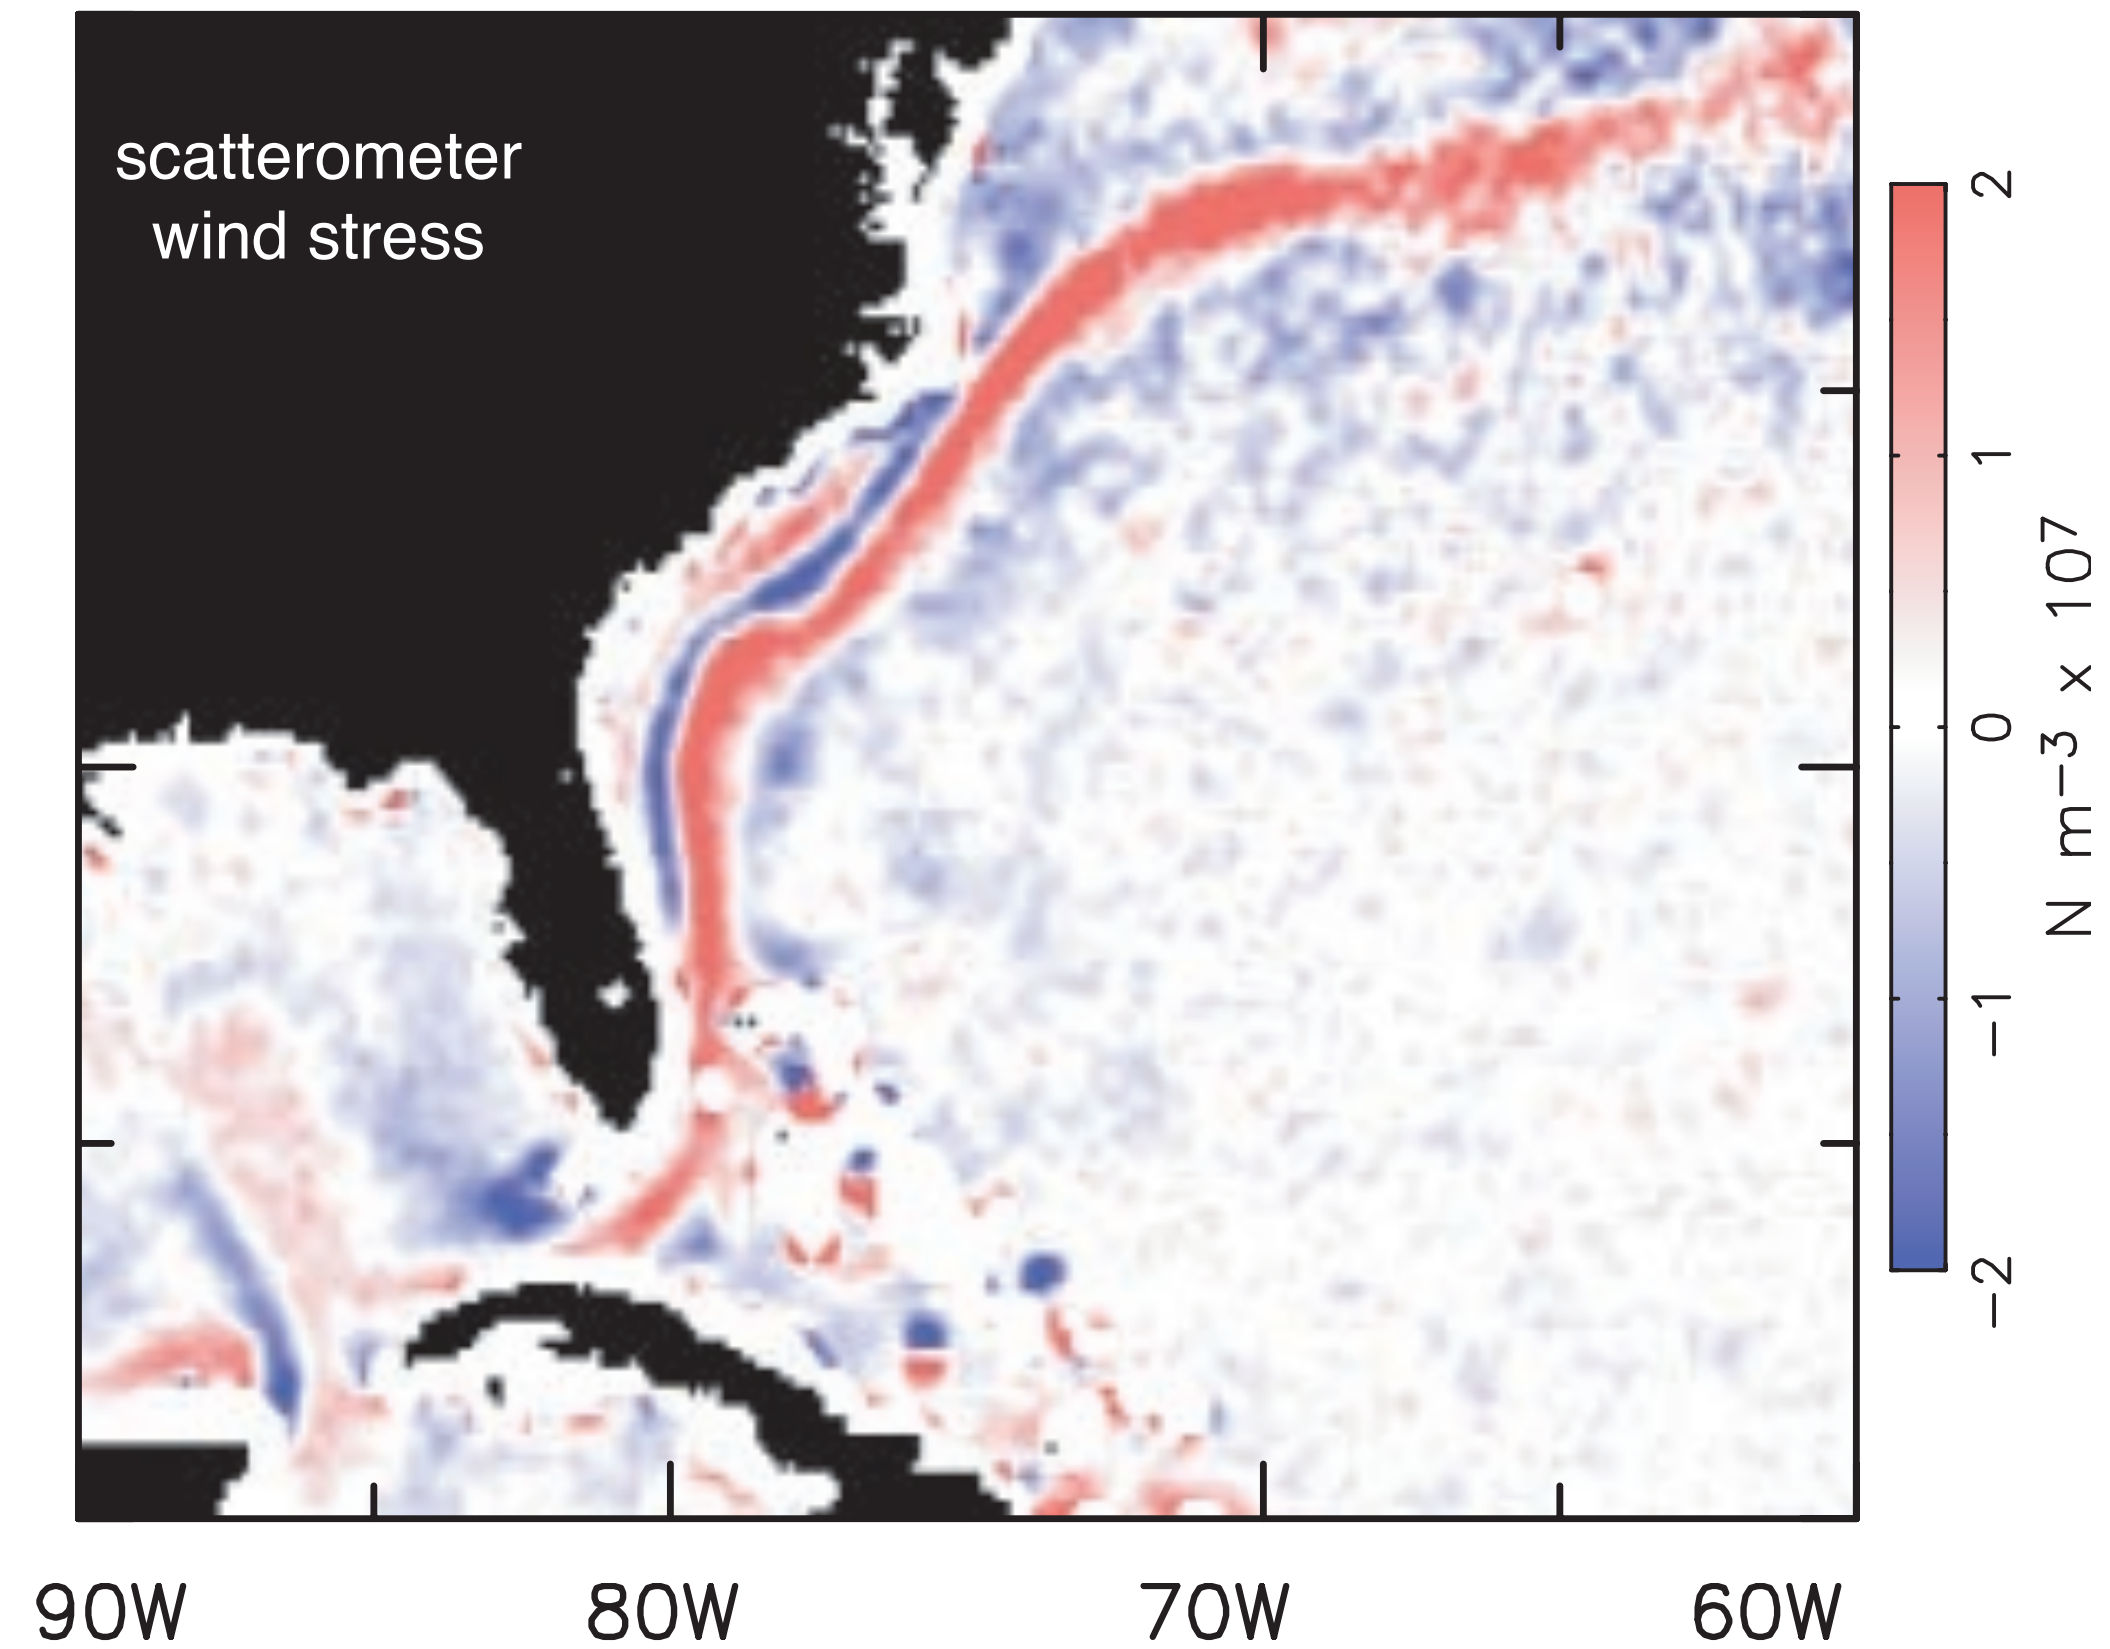 scatterometer
wind stress
2
1
0
−1
−2
N m⁻³ x 10⁷
90W 80W 70W 60W